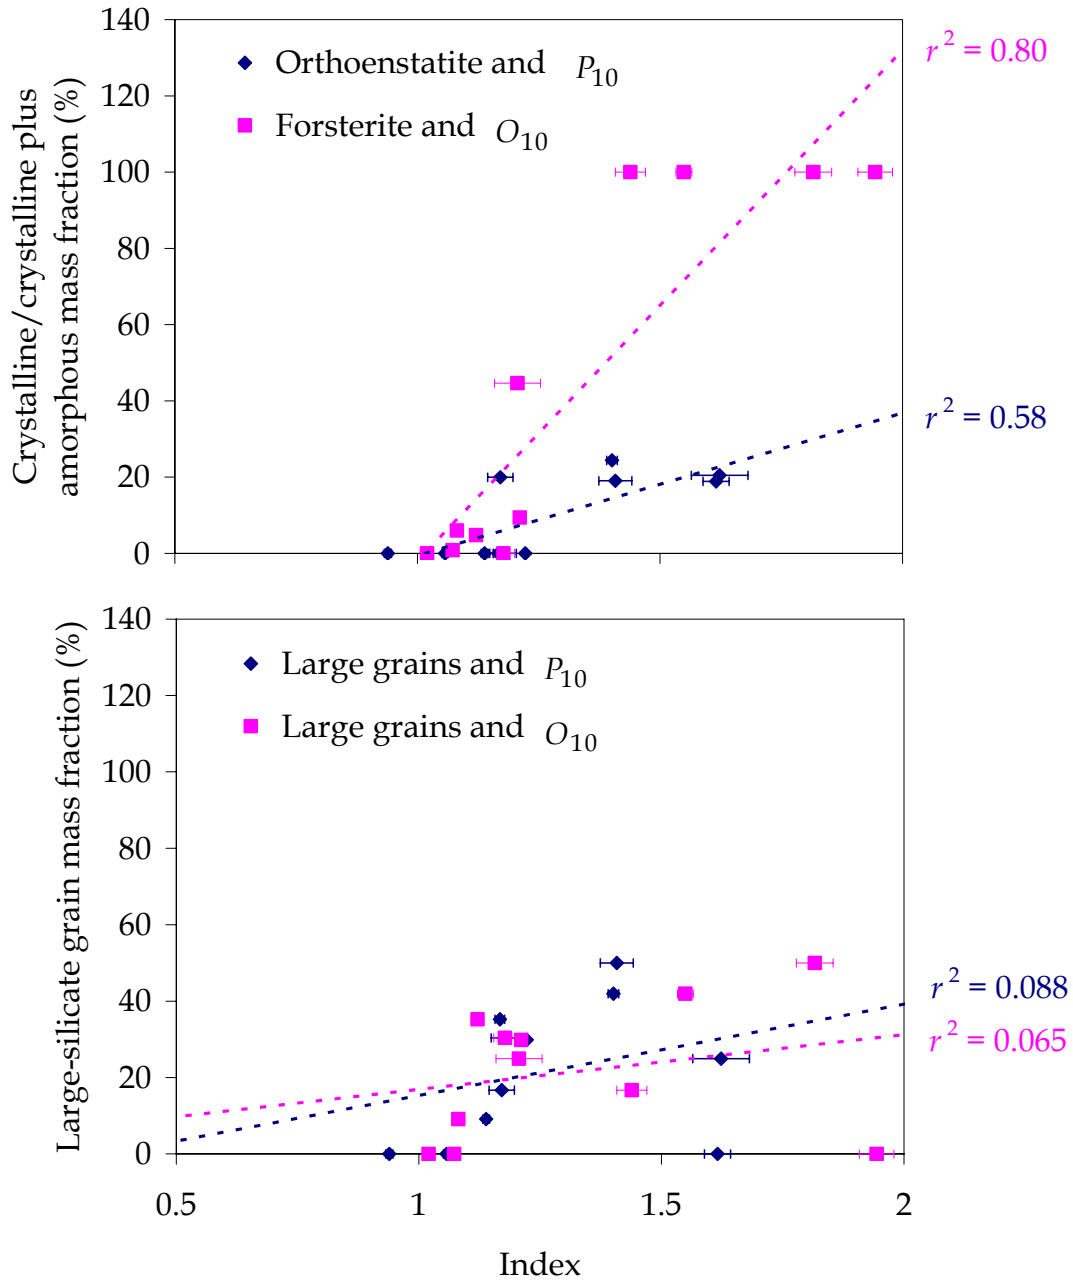 Crystalline/crystalline plus
amorphous mass fraction (%)
140
120
100
80
60
40
20
0
Orthoenstatite and P10
Forsterite and O10
r2 = 0.80
r2 = 0.58
Large-silicate grain mass fraction (%)
140
120
100
80
60
40
20
0
Large grains and P10
Large grains and O10
r2 = 0.088
r2 = 0.065
0.5 1 1.5 2
Index